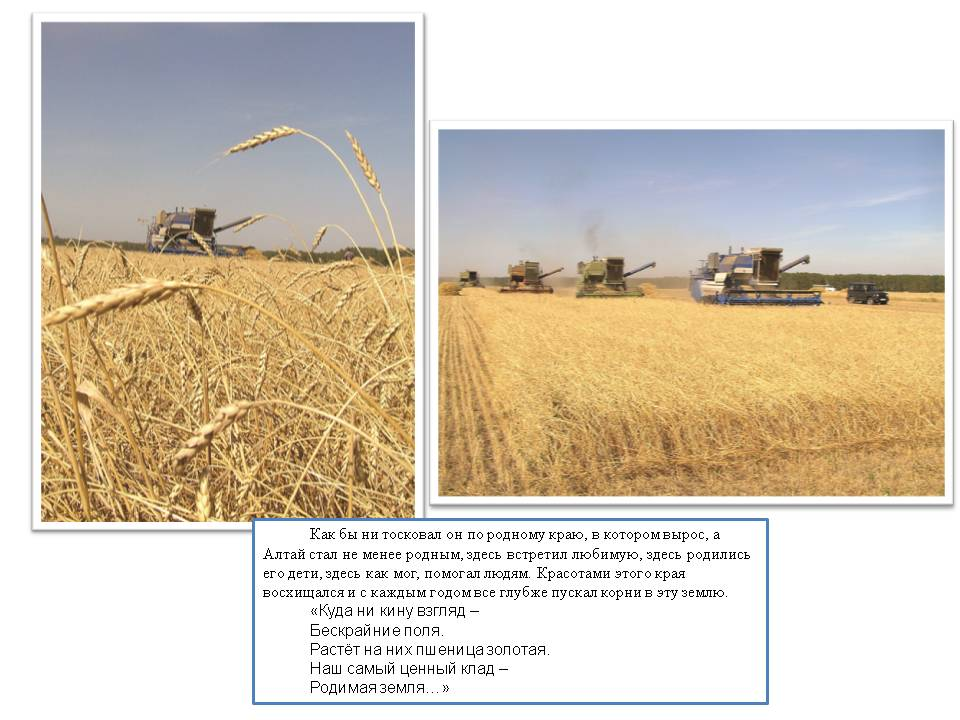 Как бы ни тосковал он по родному краю, в котором вырос, а
Алтай стал не менее родным, здесь встретил любимую, здесь родились
его дети, здесь как мог, помогал людям. Красотами этого края
восхищался и с каждым годом все глубже пускал корни в эту землю.
«Куда ни кину взгляд –
Бескрайние поля.
Растёт на них пшеница золотая.
Наш самый ценный клад –
Родимая земля…»